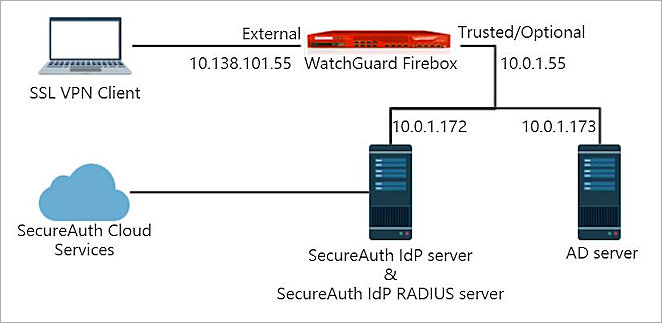 External
Trusted/Optional
10.138.101.55
WatchGuard Firebox
10.0.1.55
SSL VPN Client
10.0.1.172
10.0.1.173
SecureAuth Cloud
Services
SecureAuth IdP server
&
SecureAuth IdP RADIUS server
AD server